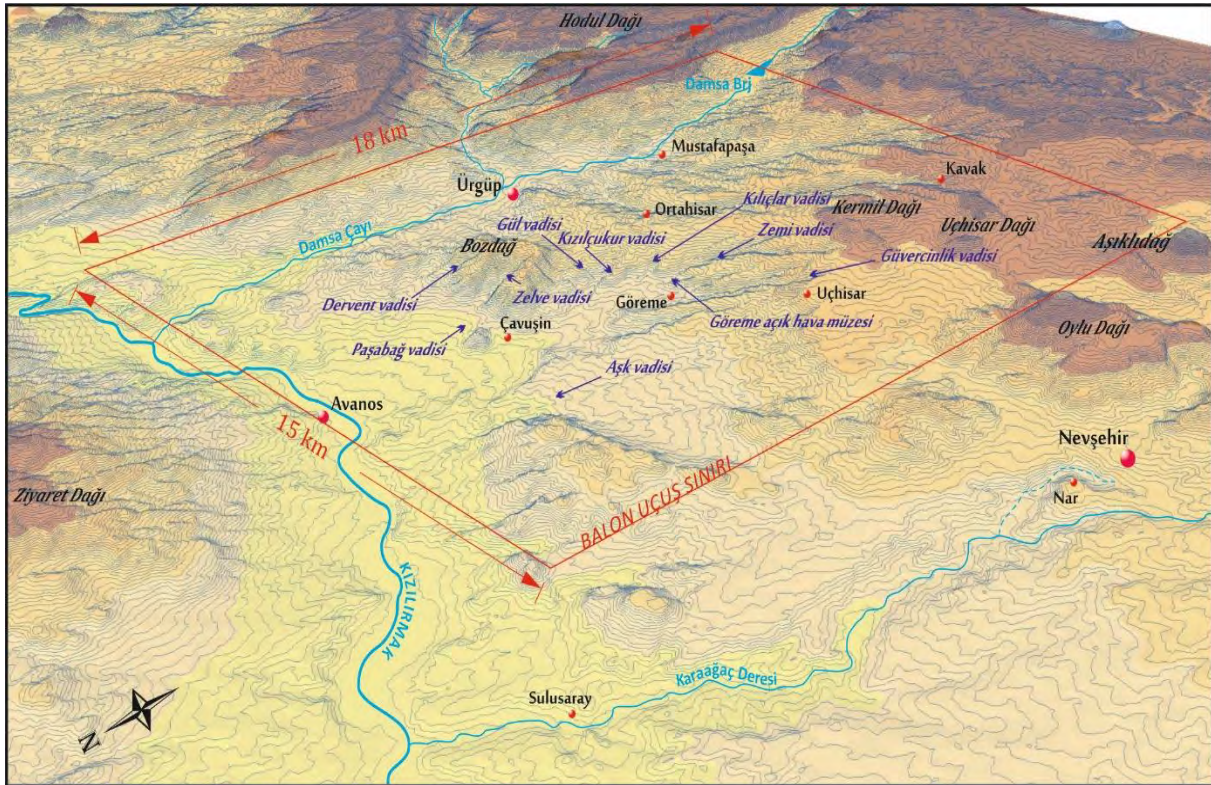 Hodul Dağı
Damsa Brj
18 km
Mustafapaşa
Kavak
Ürgüp
Kılıçlar vadisi
Gül vadisi
Ortahisar
Kermil Dağı
Uçhisar Dağı
Damsa Çayı
Kızılçukur vadisi
Zemi vadisi
Aşıklıdağ
Bozdağ
Güvercinlik vadisi
Dervent vadisi
Zelve vadisi
Göreme
Uçhisar
Göreme açık hava müzesi
Çavuşin
Oylu Dağı
Paşabağ vadisi
Aşk vadisi
Avanos
15 km
Nevşehir
BALON UÇUŞ SINIRI
Nar
Ziyaret Dağı
KIZILIRMAK
Karaağaç Deresi
Sulusaray
N